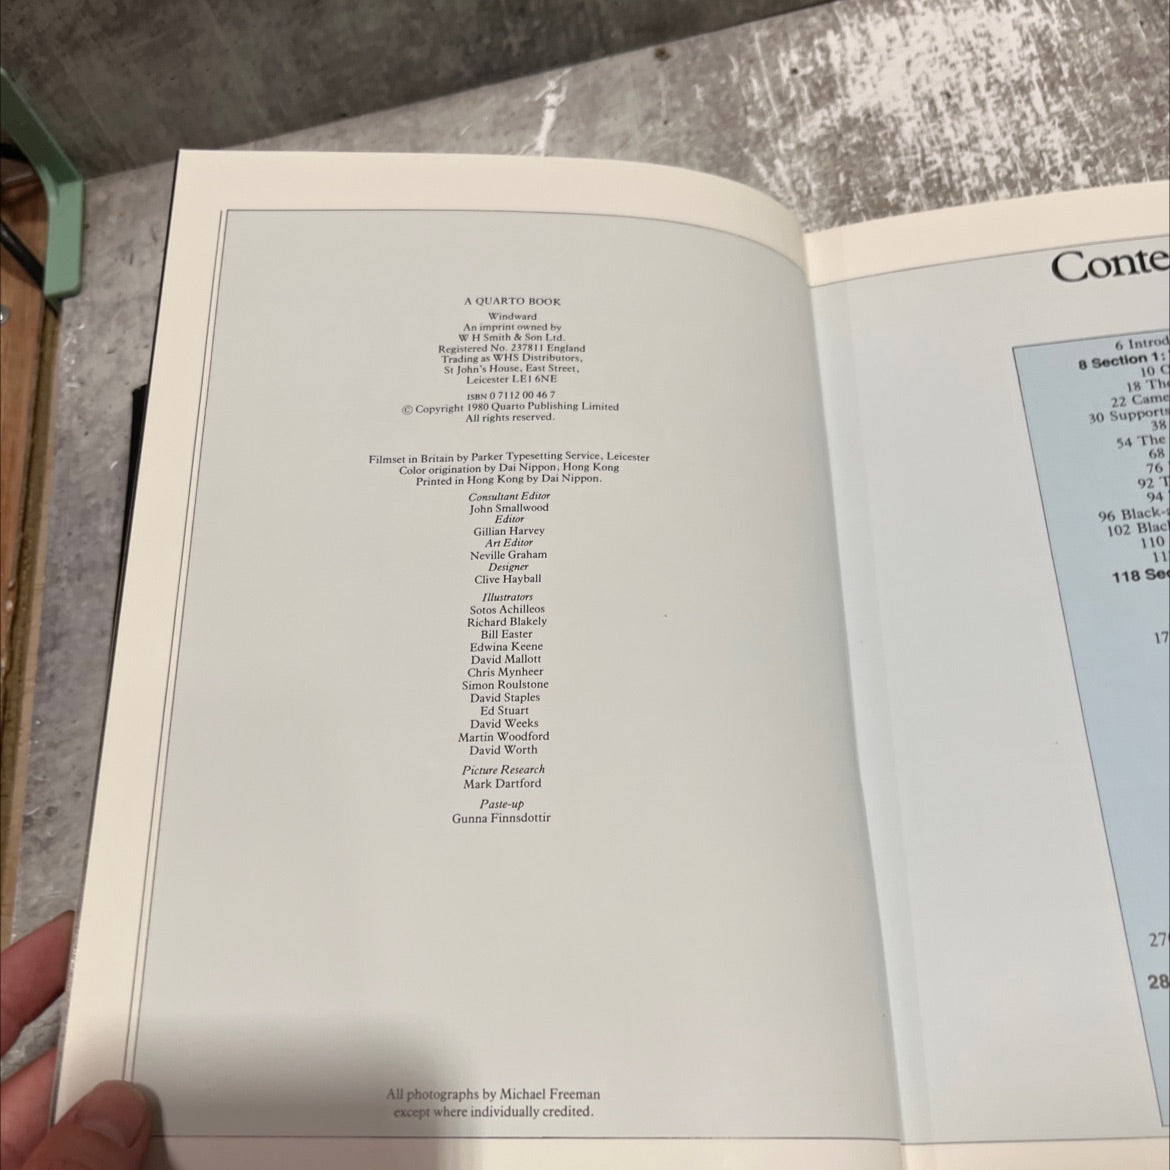 A QUARTO BOOK
Windward
An imprint owned by
W H Smith & Son Ltd.
Registered No. 237811 England
Trading as WHS Distributors,
St John's House, East Street,
Leicester LE1 6NE
ISBN 0 7112 00 46 7
© Copyright 1980 Quarto Publishing Limited
All rights reserved.
Filmset in Britain by Parker Typesetting Service, Leicester
Color origination by Dai Nippon, Hong Kong
Printed in Hong Kong by Dai Nippon.
Consultant Editor
John Smallwood
Editor
Gillian Harvey
Art Editor
Neville Graham
Designer
Clive Hayball
Illustrators
Sotos Achilleos
Richard Blakely
Bill Easter
Edwina Keene
David Mallott
Chris Mynheer
Simon Roulstone
David Staples
Ed Stuart
David Weeks
Martin Woodford
David Worth
Picture Research
Mark Dartford
Paste-up
Gunna Finnsdottir
All photographs by Michael Freeman
except where individually credited.
Conte
6 Introd
8 Section 1:
10
18 The
22 Came
30 Supports
38
54 The
68
76
92
94
96 Black-
102 Blac
110
11
118 Sec
17
27
28